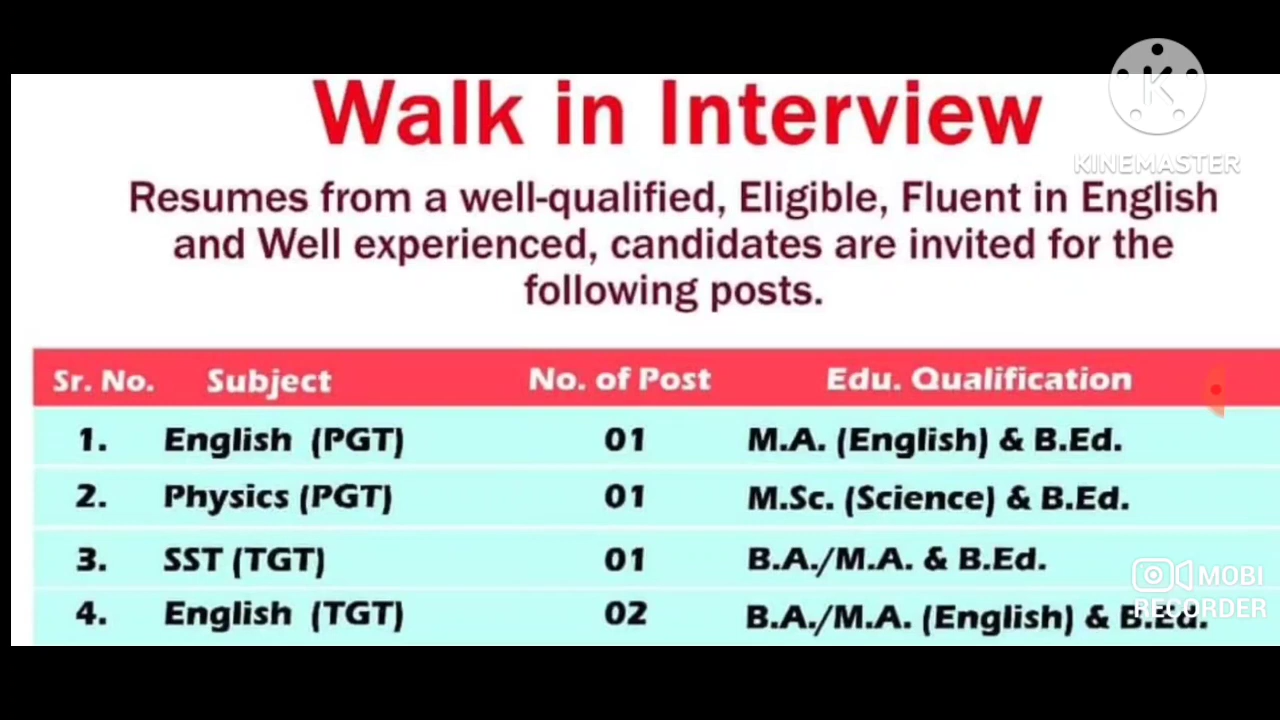 Walk in Interview
KINEMASTER
Resumes from a well-qualified, Eligible, Fluent in English
and Well experienced, candidates are invited for the
following posts.
Sr. No. Subject No. of Post Edu. Qualification
1. English (PGT) 01 M.A. (English) & B.Ed.
2. Physics (PGT) 01 M.Sc. (Science) & B.Ed.
3. SST (TGT) 01 B.A./M.A. & B.Ed.
4. English (TGT) 02 B.A./M.A. (English) & B.Ed.
MOBI
RECORDER